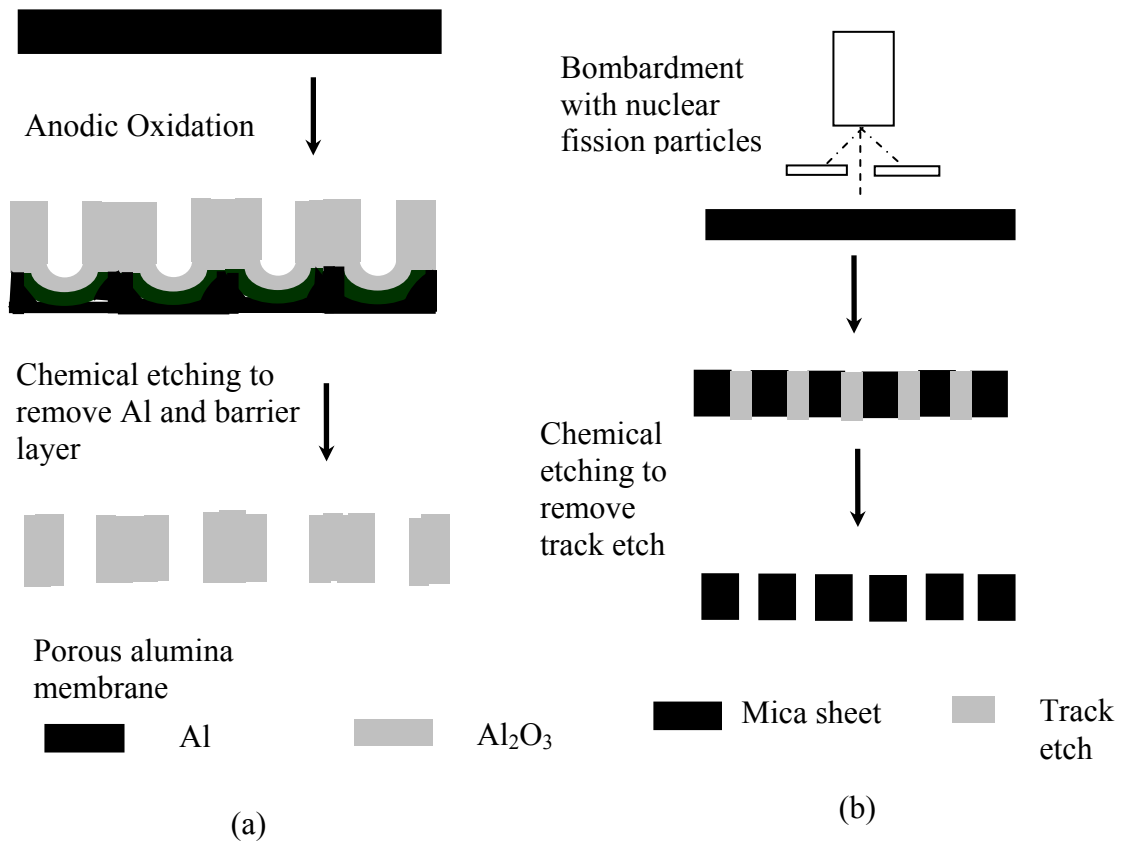 Anodic Oxidation
Chemical etching to
remove Al and barrier
layer
Porous alumina
membrane
Al
Al₂O₃
(a)
Bombardment
with nuclear
fission particles
Chemical
etching to
remove
track etch
Mica sheet
Track
etch
(b)